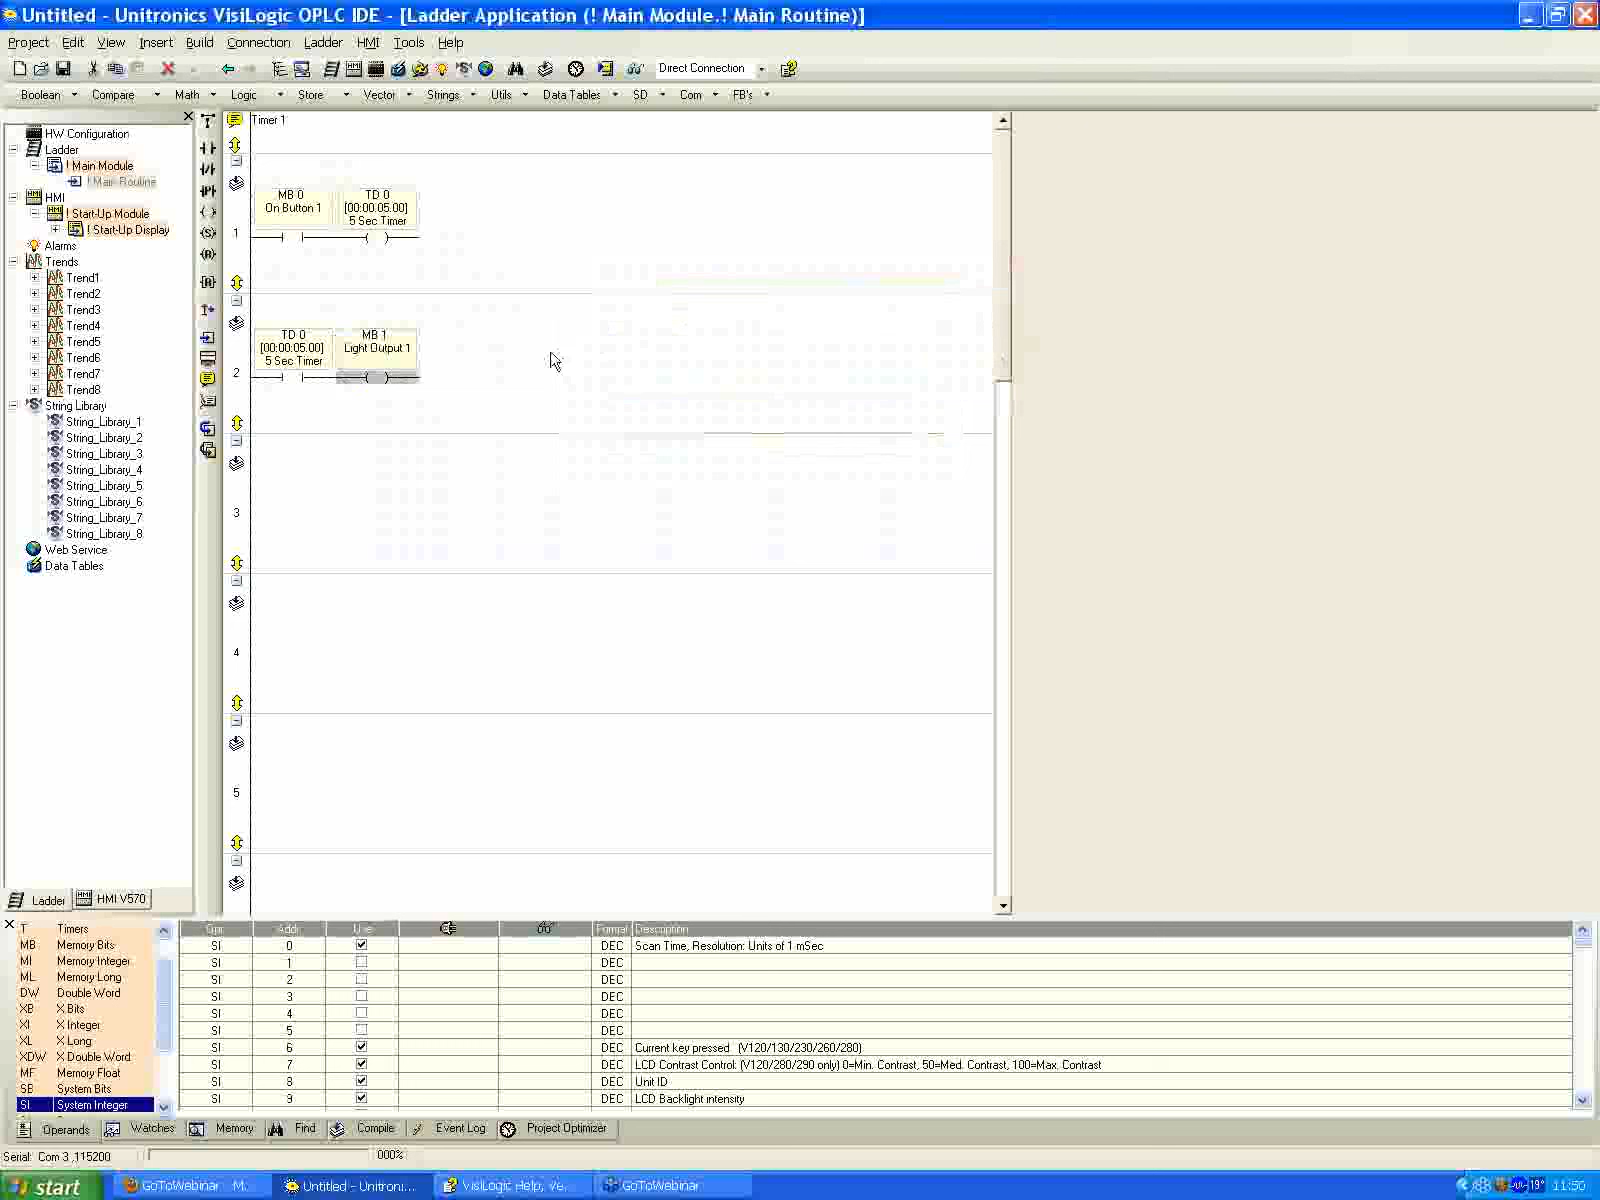 Untitled - Unitronics VisiLogic OPLC IDE - [Ladder Application (! Main Module.! Main Routine)]
Project Edit View Insert Build Connection Ladder HMI Tools Help
Direct Connection
Boolean Compare Math Logic Store Vector Strings Utils Data Tables SD Com FB's
HW Configuration
Ladder
! Main Module
! Main Routine
HMI
! Start-Up Module
! Start-Up Display
Alarms
Trends
Trend1
Trend2
Trend3
Trend4
Trend5
Trend6
Trend7
Trend8
String Library
String_Library_1
String_Library_2
String_Library_3
String_Library_4
String_Library_5
String_Library_6
String_Library_7
String_Library_8
Web Service
Data Tables
Ladder HMI V570
Timer 1
MB 0 TD 0
On Button 1 [00:00:05.00]
5 Sec Timer
1
TD 0 MB 1
[00:00:05.00] Light Output 1
5 Sec Timer
2
3
4
5
T Timers
MB Memory Bits
MI Memory Integer
ML Memory Long
DW Double Word
XB X Bits
XI X Integer
XL X Long
XDW X Double Word
MF Memory Float
SB System Bits
SI System Integer
Opr Addr Use Format Description
SI 0 DEC Scan Time, Resolution: Units of 1 mSec
SI 1 DEC
SI 2 DEC
SI 3 DEC
SI 4 DEC
SI 5 DEC
SI 6 DEC Current key pressed (V120/130/230/260/280)
SI 7 DEC LCD Contrast Control: (V120/280/290 only) 0=Min. Contrast, 50=Med. Contrast, 100=Max. Contrast
SI 8 DEC Unit ID
SI 9 DEC LCD Backlight intensity
Operands Watches Memory Find Compile Event Log Project Optimizer
Serial: Com 3 ,115200 000%
start GoToWebinar - M... Untitled - Unitroni... VisiLogic Help, Ve... GoToWebinar 19° 11:50